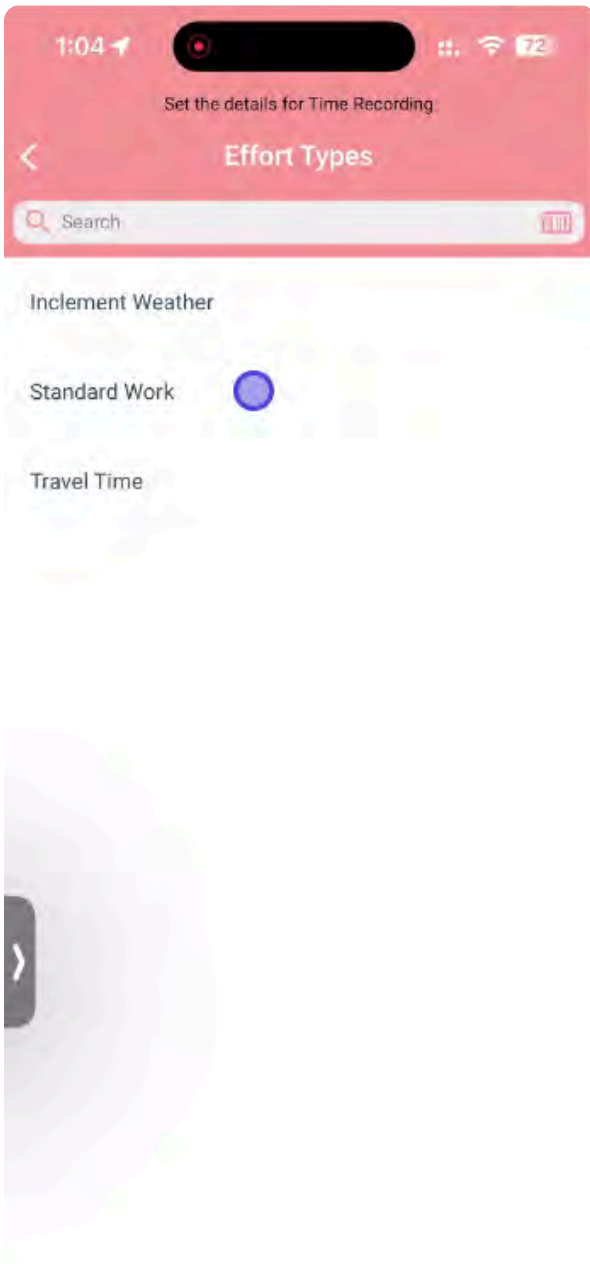 1:04
72
Set the details for Time Recording
Effort Types
Search
Inclement Weather
Standard Work
Travel Time